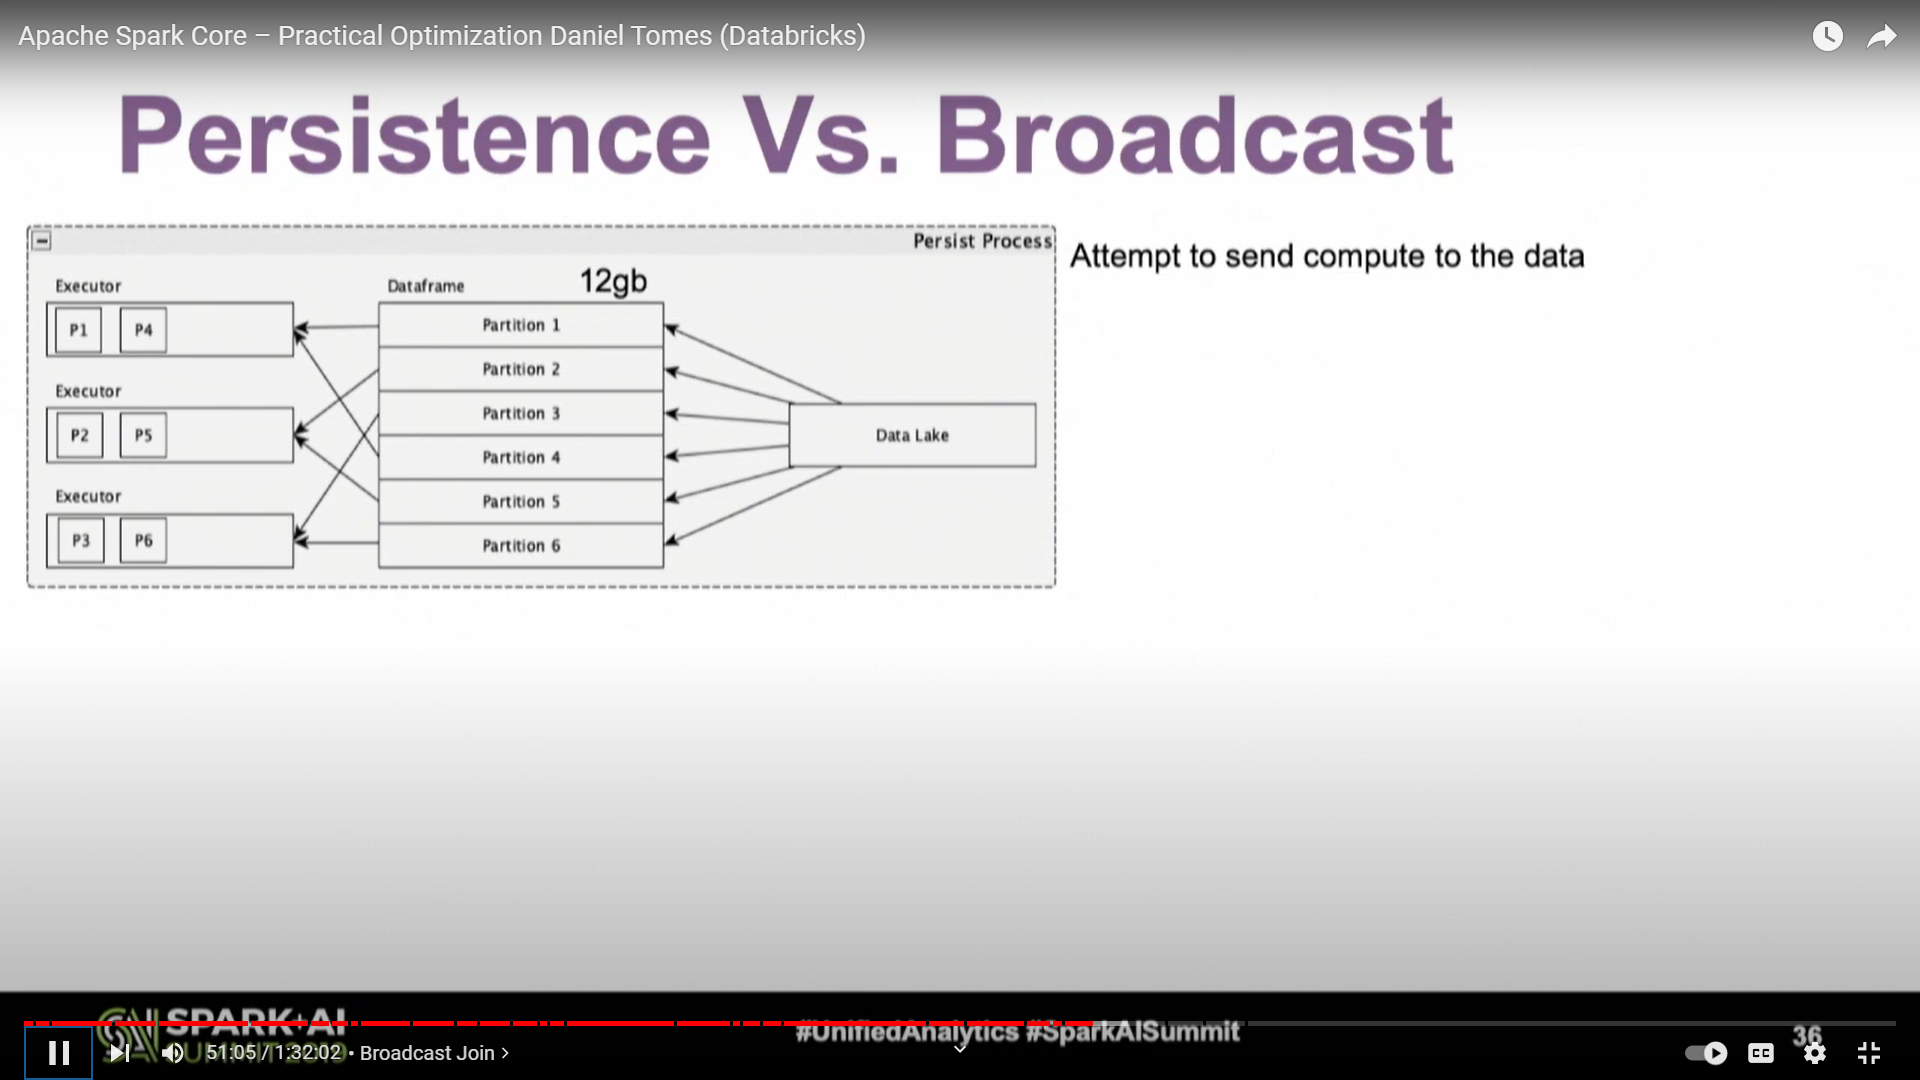 Apache Spark Core – Practical Optimization Daniel Tomes (Databricks)
Persistence Vs. Broadcast
Persist Process
Attempt to send compute to the data
Executor
P1 P4
Executor
P2 P5
Executor
P3 P6
Dataframe 12gb
Partition 1
Partition 2
Partition 3
Partition 4
Partition 5
Partition 6
Data Lake
SPARK+AI
SUMMIT 2019
#UnifiedAnalytics #SparkAISummit
36
51:05 / 1:32:02 • Broadcast Join ›
CC